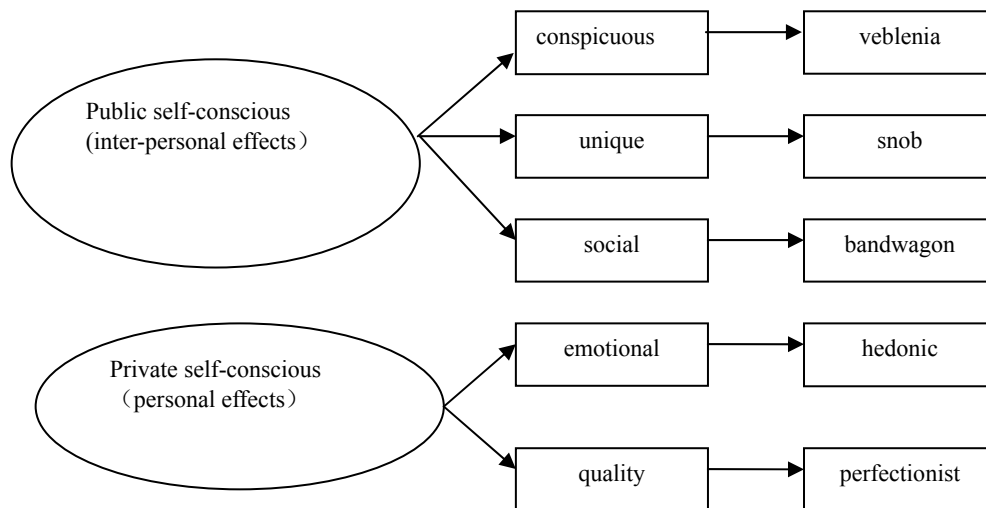 conspicuous
veblenia
Public self-conscious
(inter-personal effects）
unique
snob
social
bandwagon
emotional
hedonic
Private self-conscious
（personal effects）
quality
perfectionist